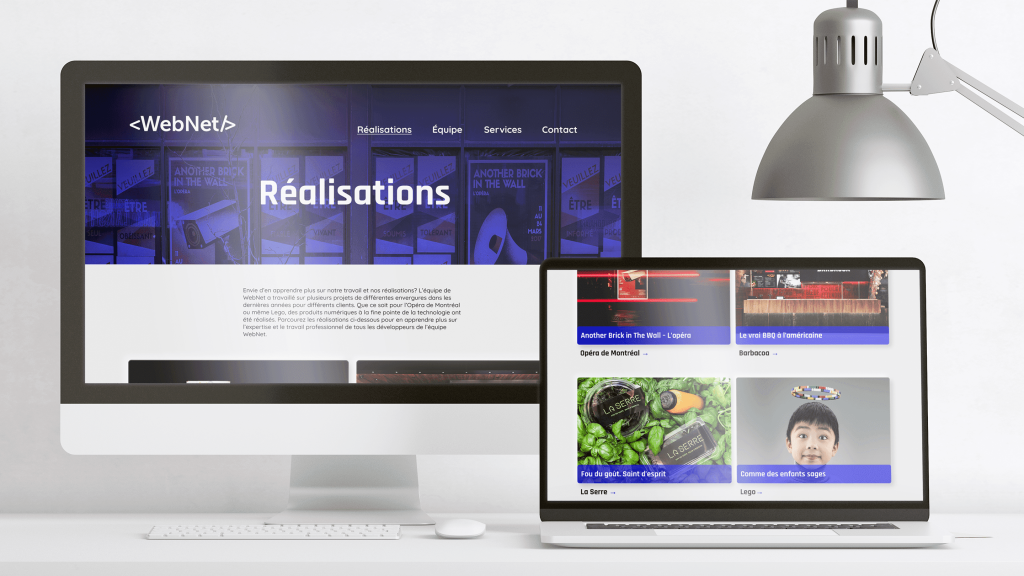 <WebNet/>
Réalisations
Équipe
Services
Contact
ANOTHER BRICK
IN THE WALL
L'OPÉRA
ÊTRE
ANOTHER BRICK
IN THE WALL
ÊTRE
Réalisations
Envie d'en apprendre plus sur notre travail et nos réalisations? L'équipe de
WebNet a travaillé sur plusieurs projets de différentes envergures dans les
dernières années pour différents clients. Que ce soit pour l'Opéra de Montréal
ou même Lego, des produits numériques à la fine pointe de la technologie ont
été réalisés. Parcourez les réalisations ci-dessous pour en apprendre plus sur
l'expertise et le travail professionnel de tous les développeurs de l'équipe
WebNet.
Another Brick in The Wall - L'opéra
Opéra de Montréal →
Le vrai BBQ à l'américaine
Barbacoa →
LA SERRE
LA SERRE
Fou du goût. Saint d'esprit
La Serre →
Comme des enfants sages
Lego →